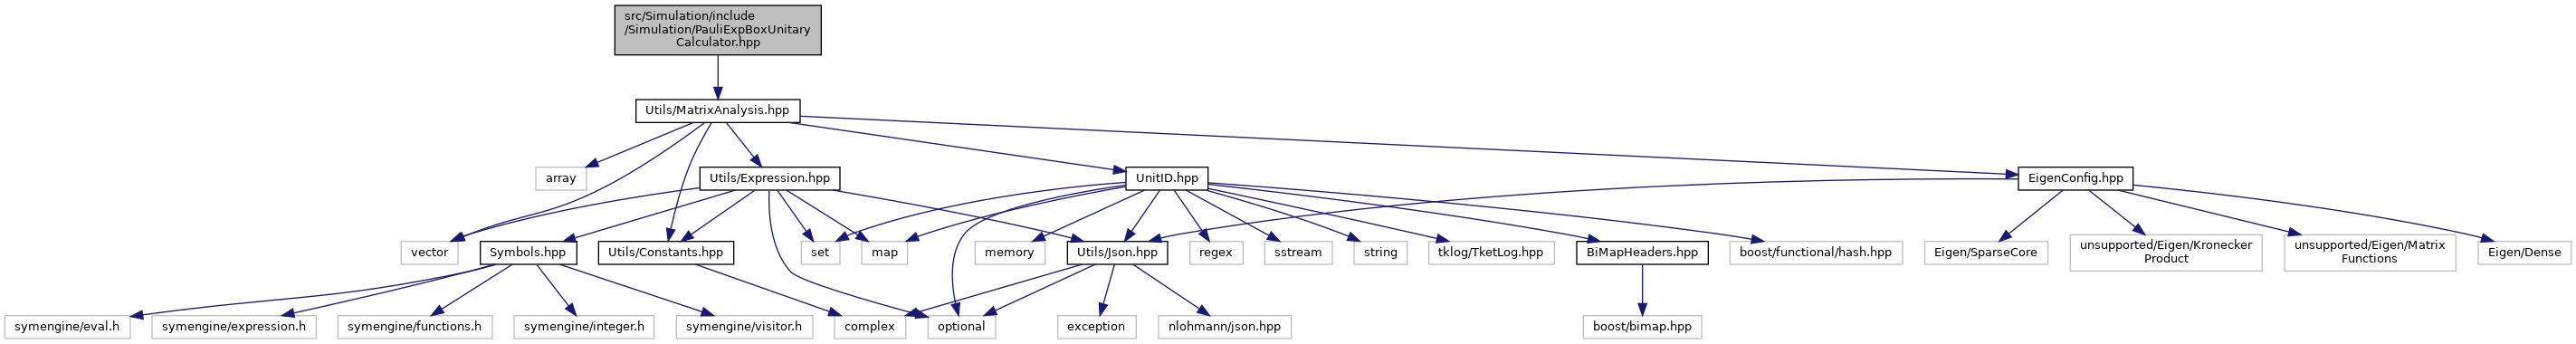 src/Simulation/include
/Simulation/PauliExpBoxUnitary
Calculator.hpp
Utils/MatrixAnalysis.hpp
array
Utils/Expression.hpp
UnitID.hpp
EigenConfig.hpp
vector
Symbols.hpp
Utils/Constants.hpp
set
map
memory
Utils/Json.hpp
regex
sstream
string
tklog/TketLog.hpp
BiMapHeaders.hpp
boost/functional/hash.hpp
Eigen/SparseCore
unsupported/Eigen/Kronecker
Product
unsupported/Eigen/Matrix
Functions
Eigen/Dense
symengine/eval.h
symengine/expression.h
symengine/functions.h
symengine/integer.h
symengine/visitor.h
complex
optional
exception
nlohmann/json.hpp
boost/bimap.hpp